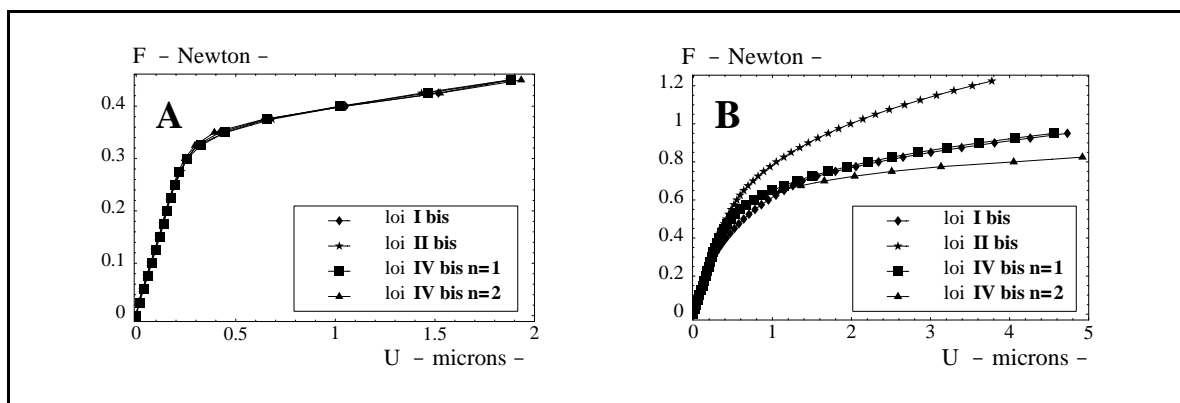 F - Newton -
A
0.4
0.3
0.2
0.1
0
0
0.5
1
1.5
2
U - microns -
loi I bis
loi II bis
loi IV bis n=1
loi IV bis n=2
F - Newton -
B
1.2
1
0.8
0.6
0.4
0.2
0
0
1
2
3
4
5
U - microns -
loi I bis
loi II bis
loi IV bis n=1
loi IV bis n=2